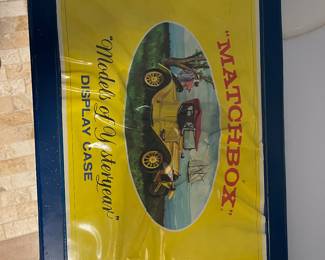 "MATCHBOX"
"Models of Yesteryear"
DISPLAY CASE